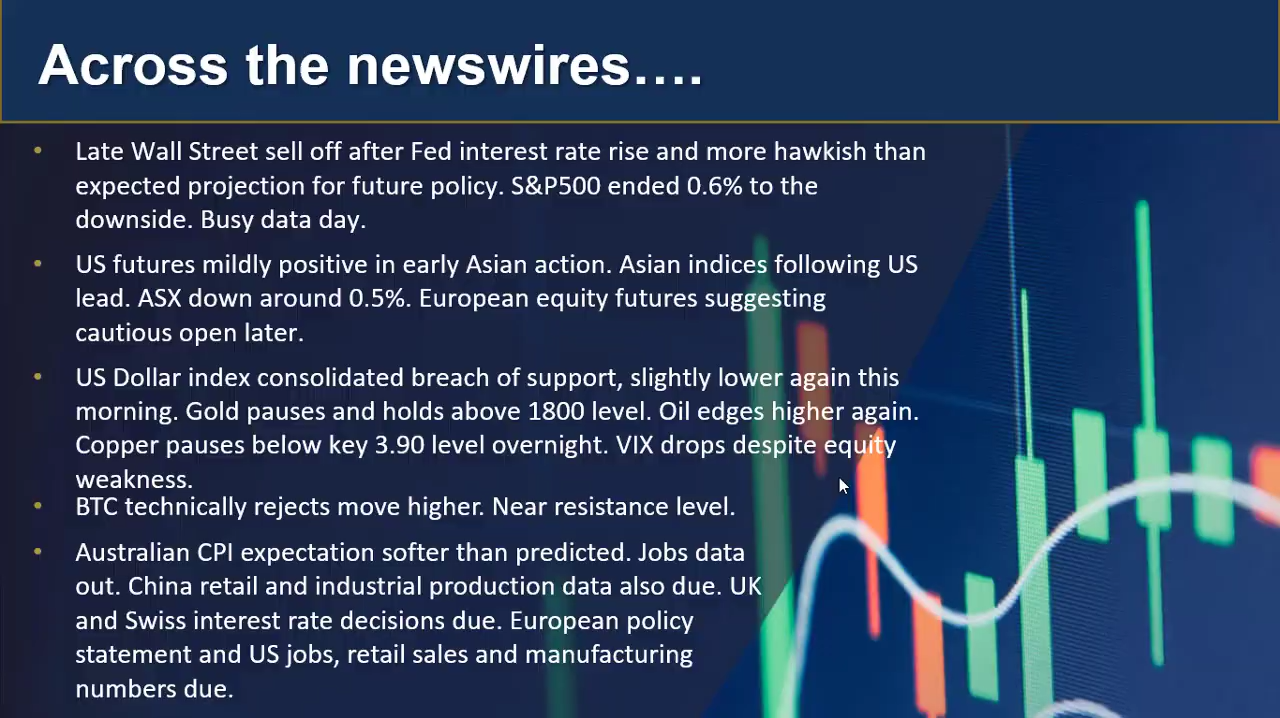 Across the newswires....
• Late Wall Street sell off after Fed interest rate rise and more hawkish than
expected projection for future policy. S&P500 ended 0.6% to the
downside. Busy data day.
• US futures mildly positive in early Asian action. Asian indices following US
lead. ASX down around 0.5%. European equity futures suggesting
cautious open later.
• US Dollar index consolidated breach of support, slightly lower again this
morning. Gold pauses and holds above 1800 level. Oil edges higher again.
Copper pauses below key 3.90 level overnight. VIX drops despite equity
weakness.
• BTC technically rejects move higher. Near resistance level.
• Australian CPI expectation softer than predicted. Jobs data
out. China retail and industrial production data also due. UK
and Swiss interest rate decisions due. European policy
statement and US jobs, retail sales and manufacturing
numbers due.